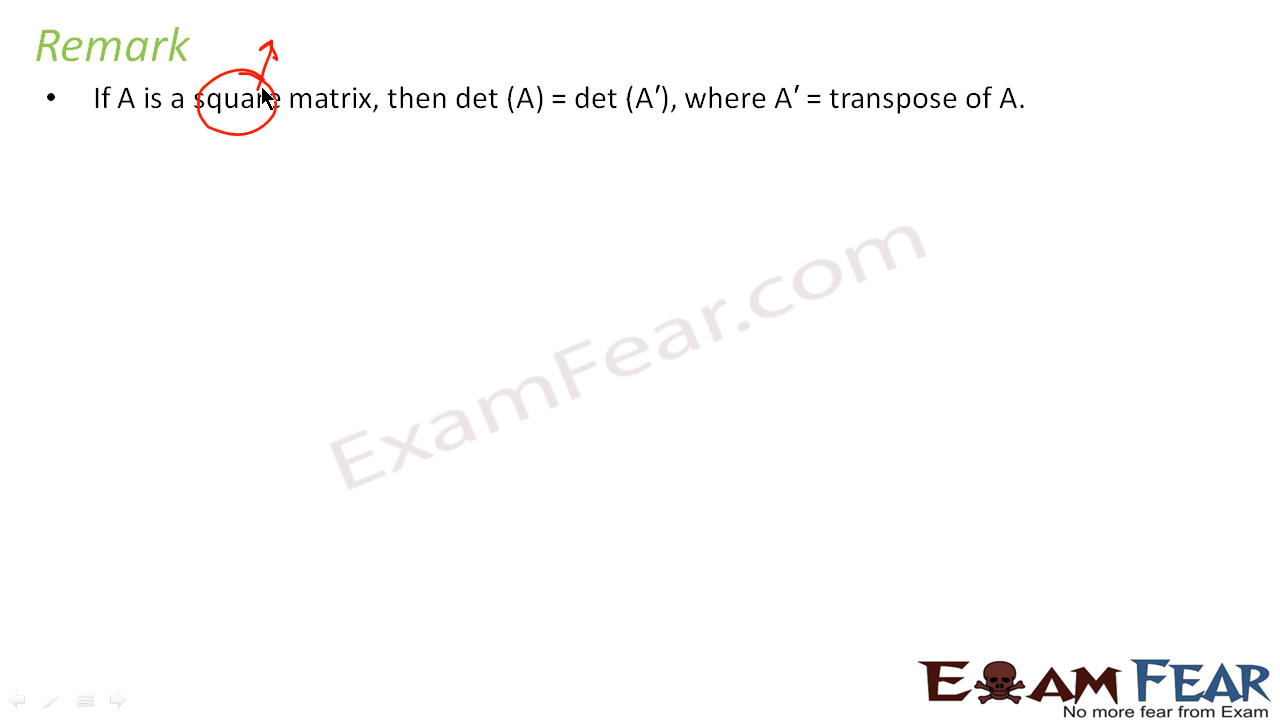 Remark
• If A is a square matrix, then det (A) = det (A′), where A′ = transpose of A.
ExamFear.com
EXAM FEAR
No more fear from Exam